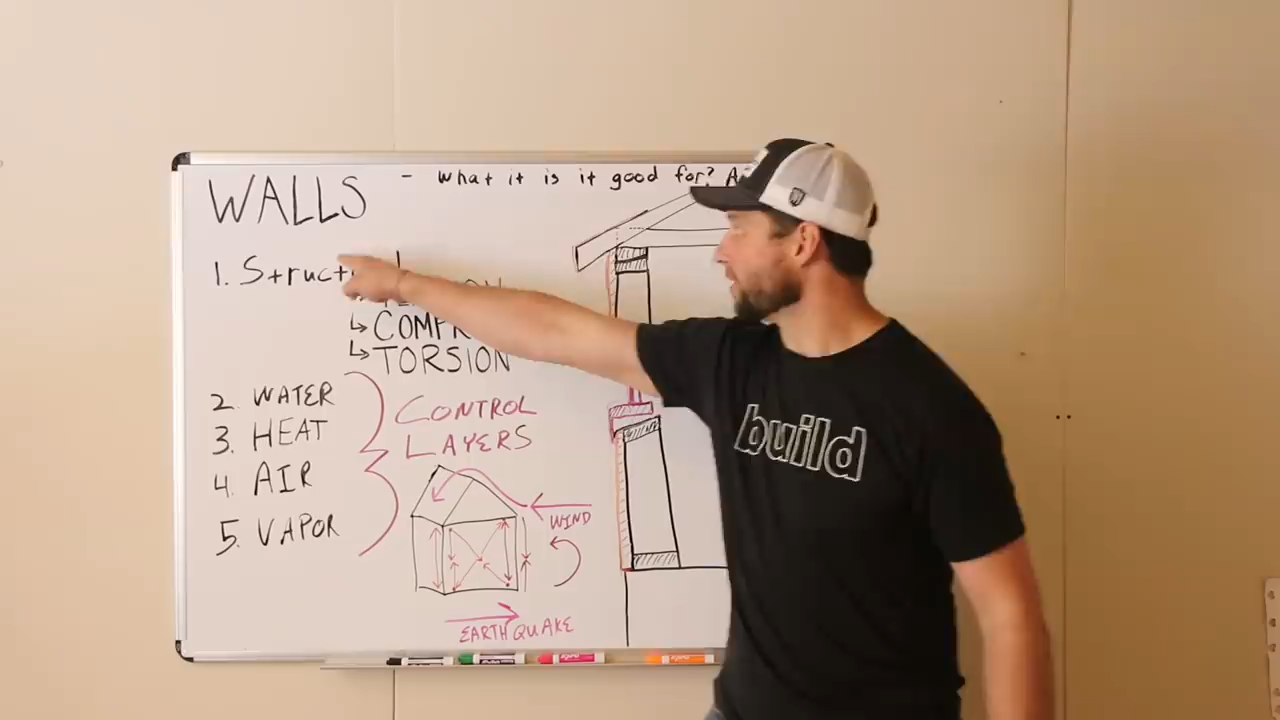 WALLS - what it is it good for?
1. Struct
↳ COMPR
↳ TORSION
2. WATER
3. HEAT
4. AIR
5. VAPOR
CONTROL
LAYERS
WIND
EARTHQUAKE
build